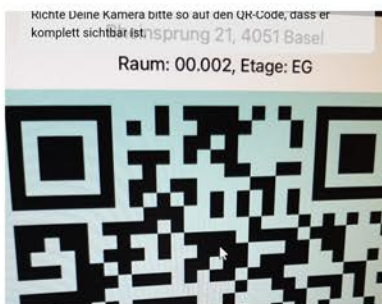 Richte Deine Kamera bitte so auf den QR-Code, dass er
komplett sichtbar ist.
Rheinsprung 21, 4051 Basel
Raum: 00.002, Etage: EG